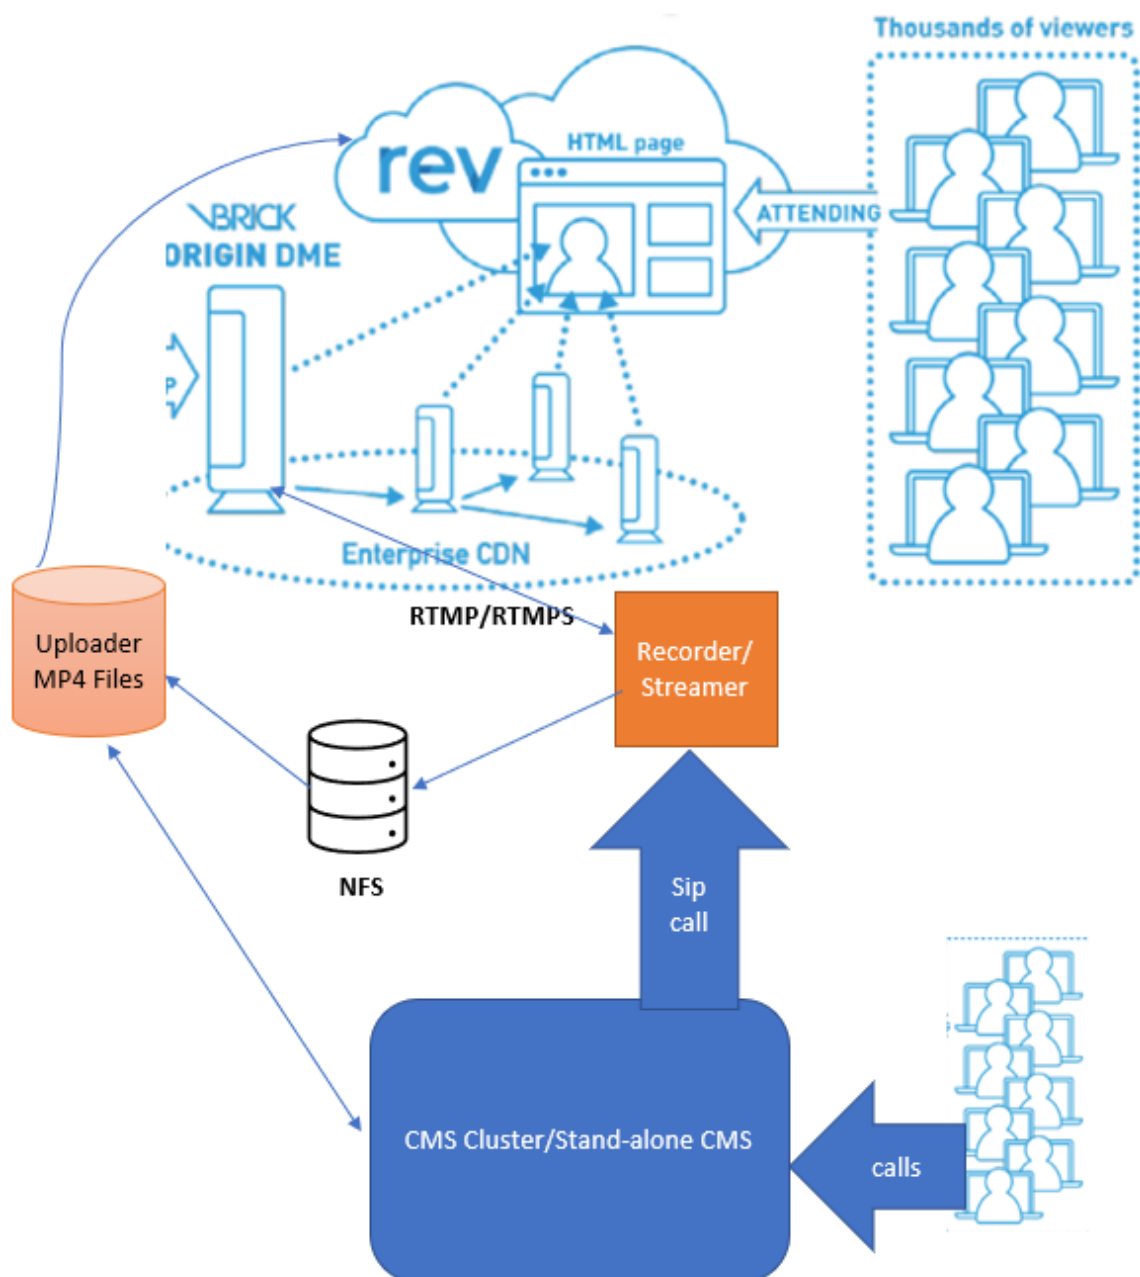 Thousands of viewers
rev
HTML page
ATTENDING
VBRICK
ORIGIN DME
P
Enterprise CDN
RTMP/RTMPS
Uploader
MP4 Files
Recorder/
Streamer
NFS
Sip
call
CMS Cluster/Stand-alone CMS
calls